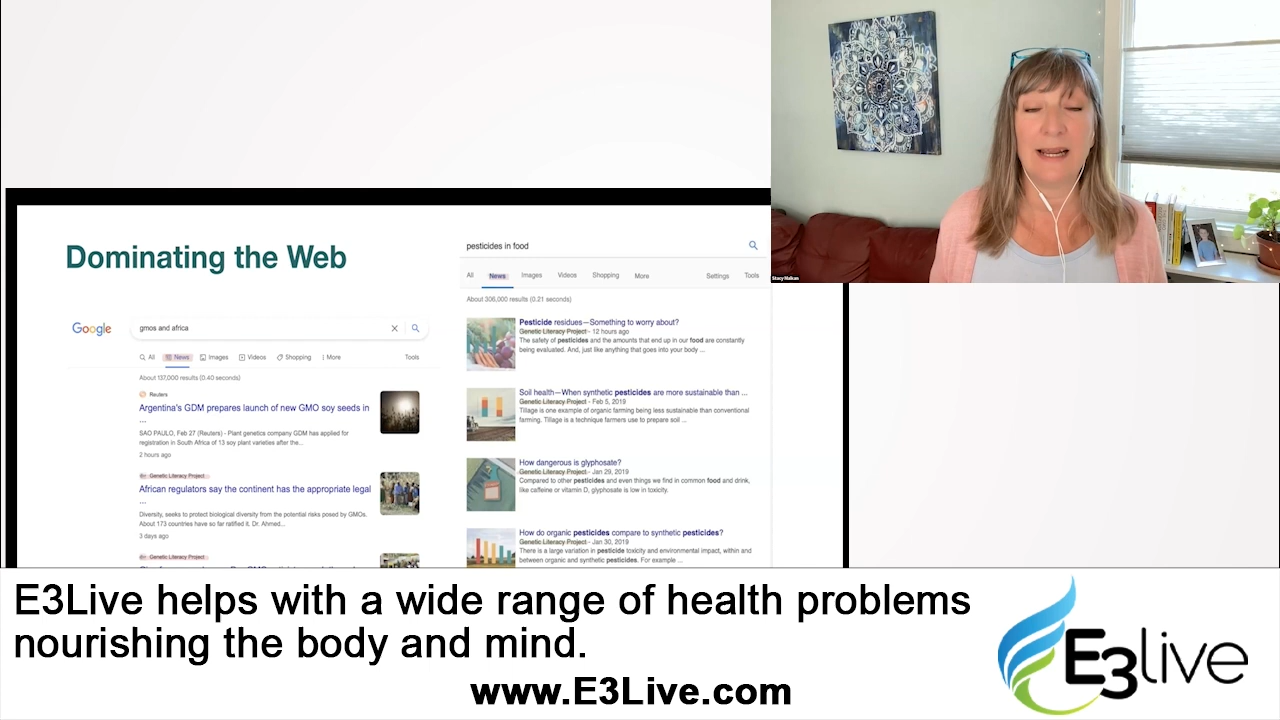 Dominating the Web
Google
gmos and africa
All News Images Videos Shopping More Tools
About 137,000 results (0.40 seconds)
Reuters
Argentina's GDM prepares launch of new GMO soy seeds in
...
SAO PAULO, Feb 27 (Reuters) - Plant genetics company GDM has applied for
registration in South Africa of 13 soy plant varieties after the...
2 hours ago
Genetic Literacy Project
African regulators say the continent has the appropriate legal
...
Diversity, seeks to protect biological diversity from the potential risks posed by GMOs.
About 173 countries have so far ratified it. Dr. Ahmed...
3 days ago
Genetic Literacy Project
pesticides in food
All News Images Videos Shopping More Settings Tools
About 306,000 results (0.21 seconds)
Pesticide residues—Something to worry about?
Genetic Literacy Project - 12 hours ago
The safety of pesticides and the amounts that end up in our food are constantly
being evaluated. And, just like anything that goes into your body ...
Soil health—When synthetic pesticides are more sustainable than ...
Genetic Literacy Project - Feb 5, 2019
Tillage is one example of organic farming being less sustainable than conventional
farming. Tillage is a technique farmers use to prepare soil ...
How dangerous is glyphosate?
Genetic Literacy Project - Jan 29, 2019
Compared to other pesticides and even things we find in common food and drink,
like caffeine or vitamin D, glyphosate is low in toxicity.
How do organic pesticides compare to synthetic pesticides?
Genetic Literacy Project - Jan 30, 2019
There is a large variation in pesticide toxicity and environmental impact, within and
between organic and synthetic pesticides. For example ...
Stacy Malkan
E3Live helps with a wide range of health problems
nourishing the body and mind.
www.E3Live.com
E3live